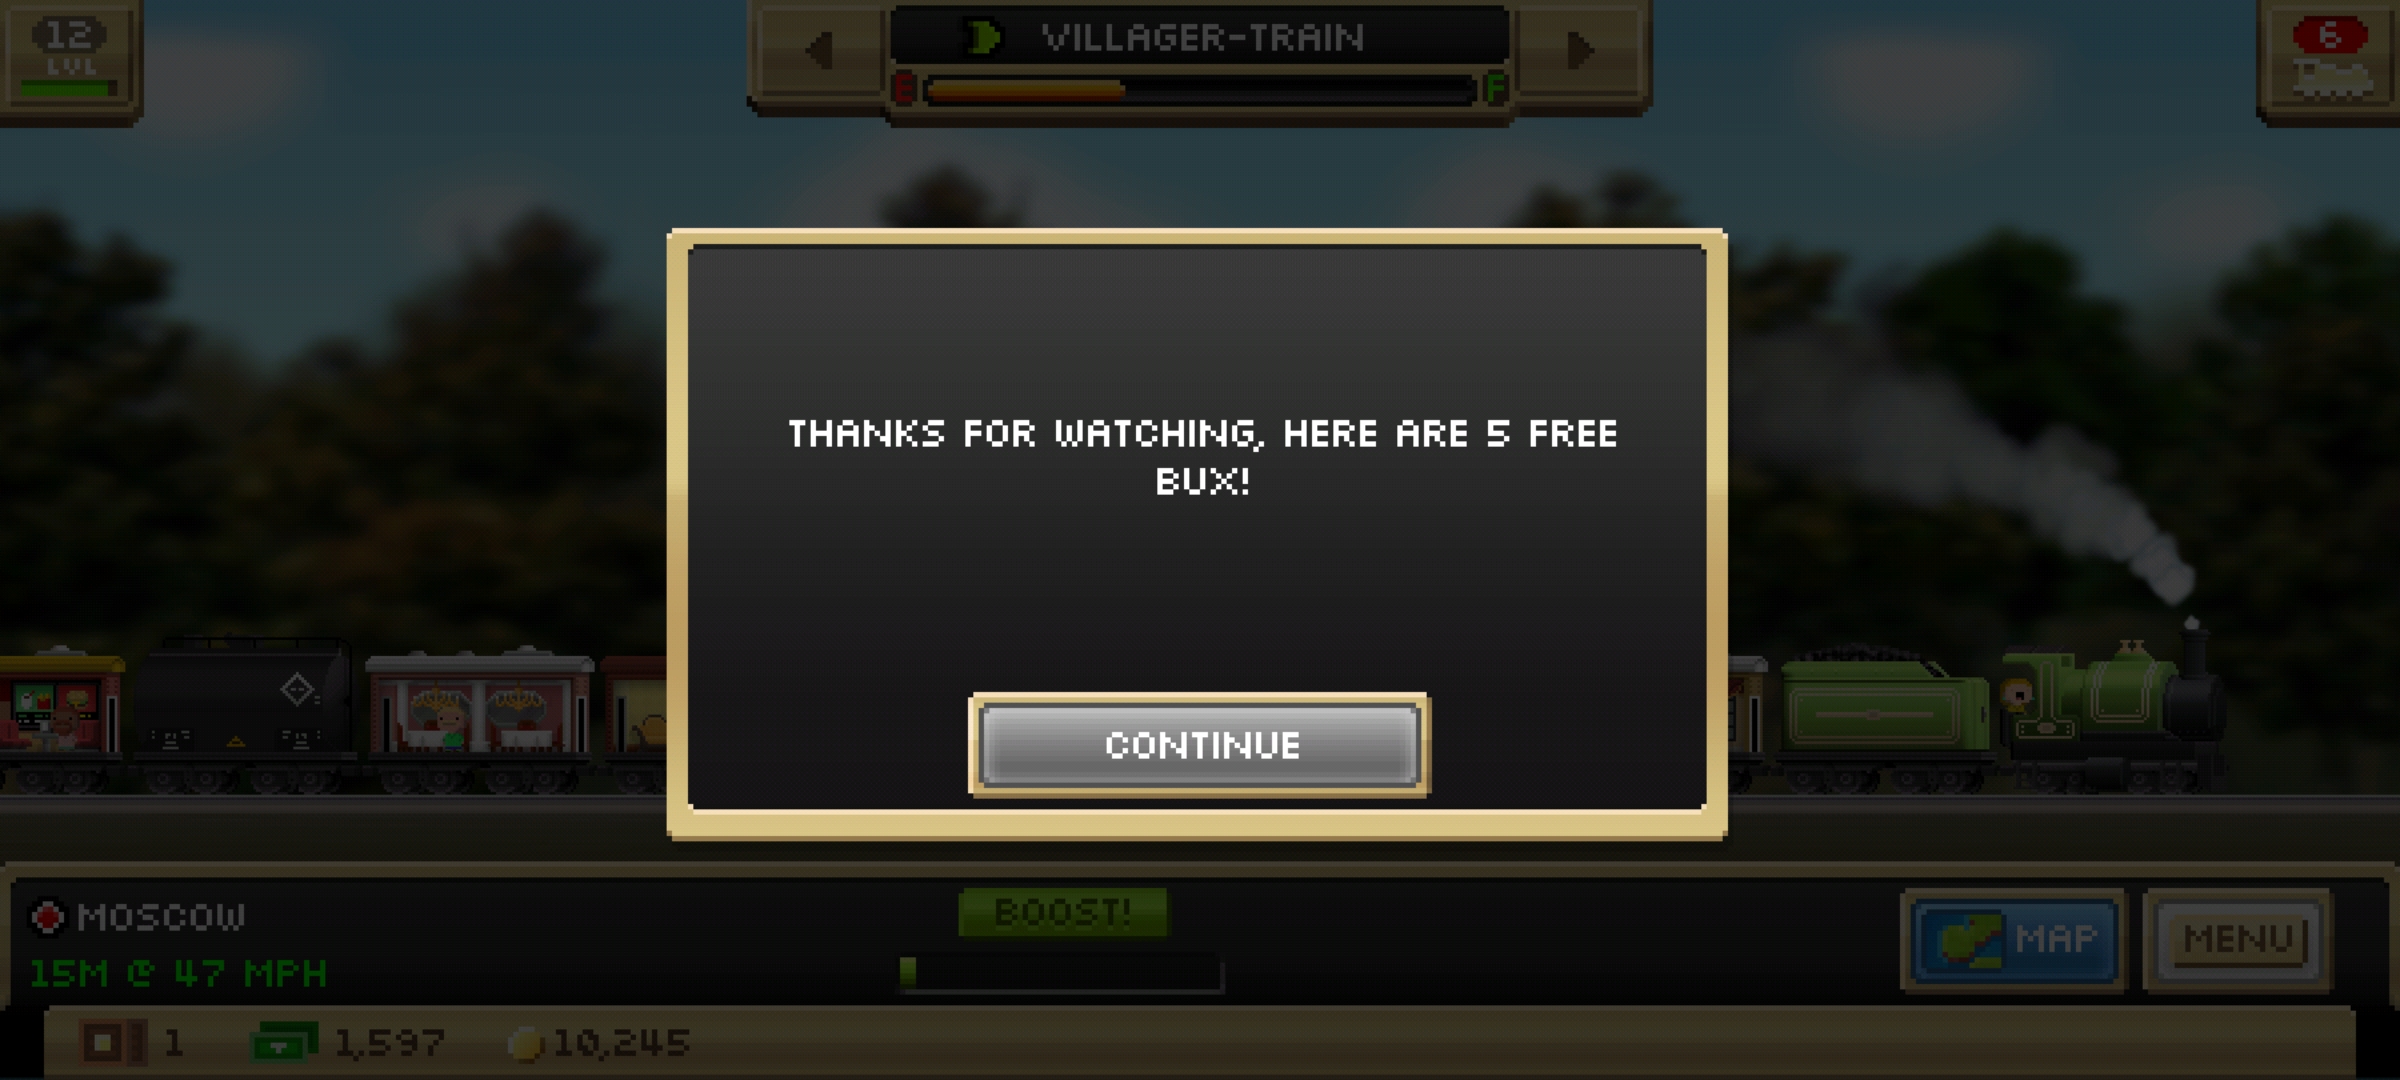 12
LVL
VILLAGER-TRAIN
E F
6
THANKS FOR WATCHING, HERE ARE 5 FREE
BUX!
CONTINUE
MOSCOW
15M @ 47 MPH
BOOST!
MAP
MENU
1
1,597
10,245